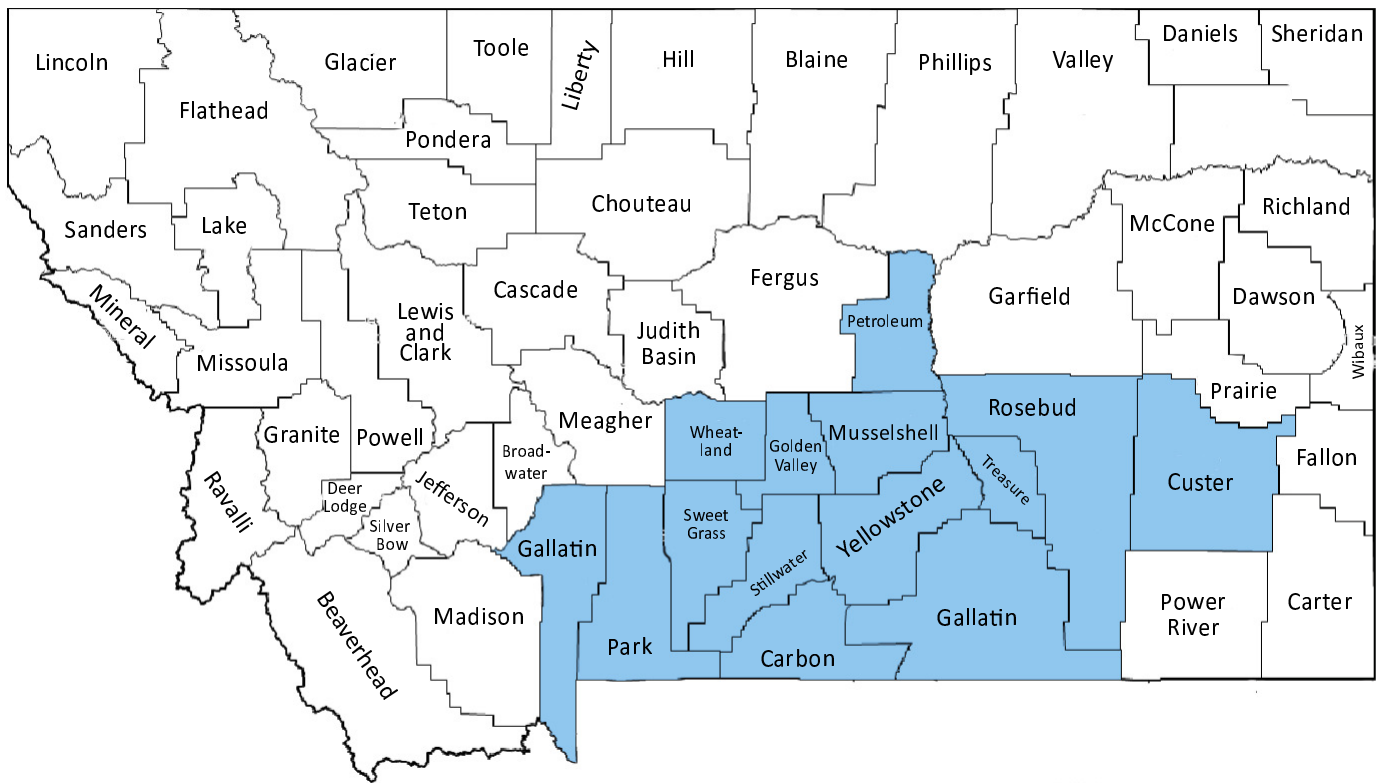 Lincoln
Flathead
Glacier
Toole
Liberty
Hill
Blaine
Phillips
Valley
Daniels
Sheridan
Pondera
Sanders
Lake
Teton
Chouteau
McCone
Richland
Mineral
Missoula
Lewis
and
Clark
Cascade
Judith
Basin
Fergus
Petroleum
Garfield
Dawson
Wibaux
Prairie
Granite
Powell
Meagher
Broad-
water
Wheat-
land
Golden
Valley
Musselshell
Rosebud
Treasure
Custer
Fallon
Ravalli
Deer
Lodge
Silver
Bow
Jefferson
Gallatin
Sweet
Grass
Stillwater
Yellowstone
Beaverhead
Madison
Park
Carbon
Gallatin
Power
River
Carter